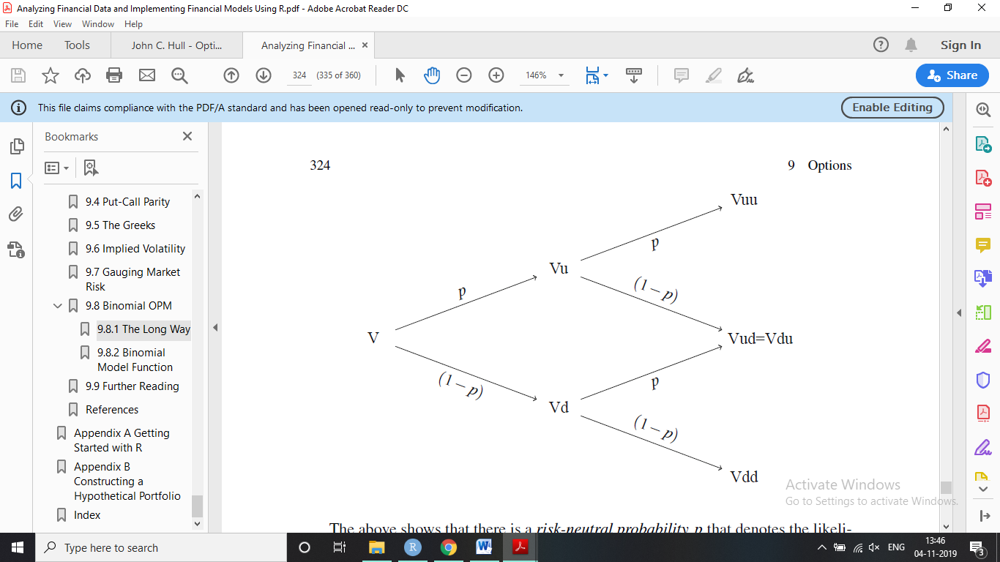 Analyzing Financial Data and Implementing Financial Models Using R.pdf - Adobe Acrobat Reader DC
File Edit View Window Help
Home Tools John C. Hull - Opti... Analyzing Financial ... × Sign In
324 (335 of 360) 146% Share
This file claims compliance with the PDF/A standard and has been opened read-only to prevent modification. Enable Editing
Bookmarks
9.4 Put-Call Parity
9.5 The Greeks
9.6 Implied Volatility
9.7 Gauging Market
Risk
9.8 Binomial OPM
9.8.1 The Long Way
9.8.2 Binomial
Model Function
9.9 Further Reading
References
Appendix A Getting
Started with R
Appendix B
Constructing a
Hypothetical Portfolio
Index
324 9 Options
Vuu
p
Vu
(1 − p)
p
V
Vud=Vdu
(1 − p)
p
Vd
(1 − p)
Vdd
The above shows that there is a risk-neutral probability, p that denotes the likeli-
Activate Windows
Go to Settings to activate Windows.
Type here to search
ENG
13:46
04-11-2019
3